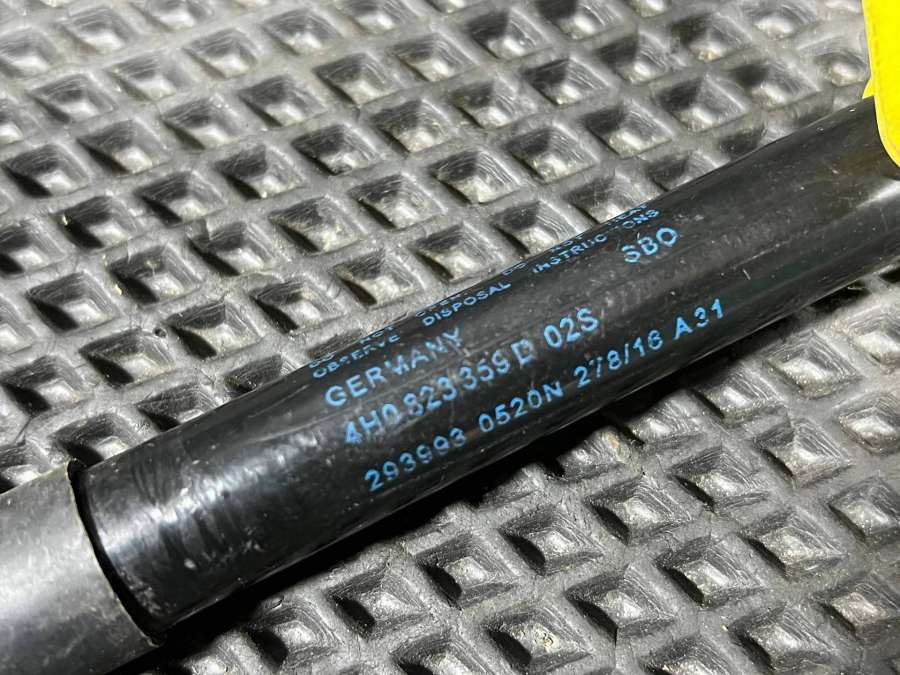 OBSERVE DISPOSAL INSTRUCTIONS
SBO
GERMANY
4H0 823 359 D 02S
293993 0520N 278/16 A31